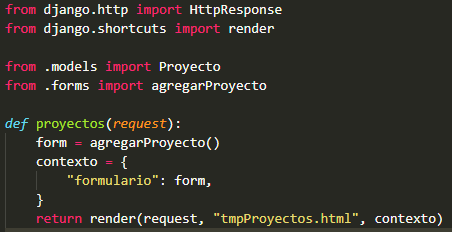 from django.http import HttpResponse
from django.shortcuts import render
from .models import Proyecto
from .forms import agregarProyecto
def proyectos(request):
form = agregarProyecto()
contexto = {
"formulario": form,
}
return render(request, "tmpProyectos.html", contexto)